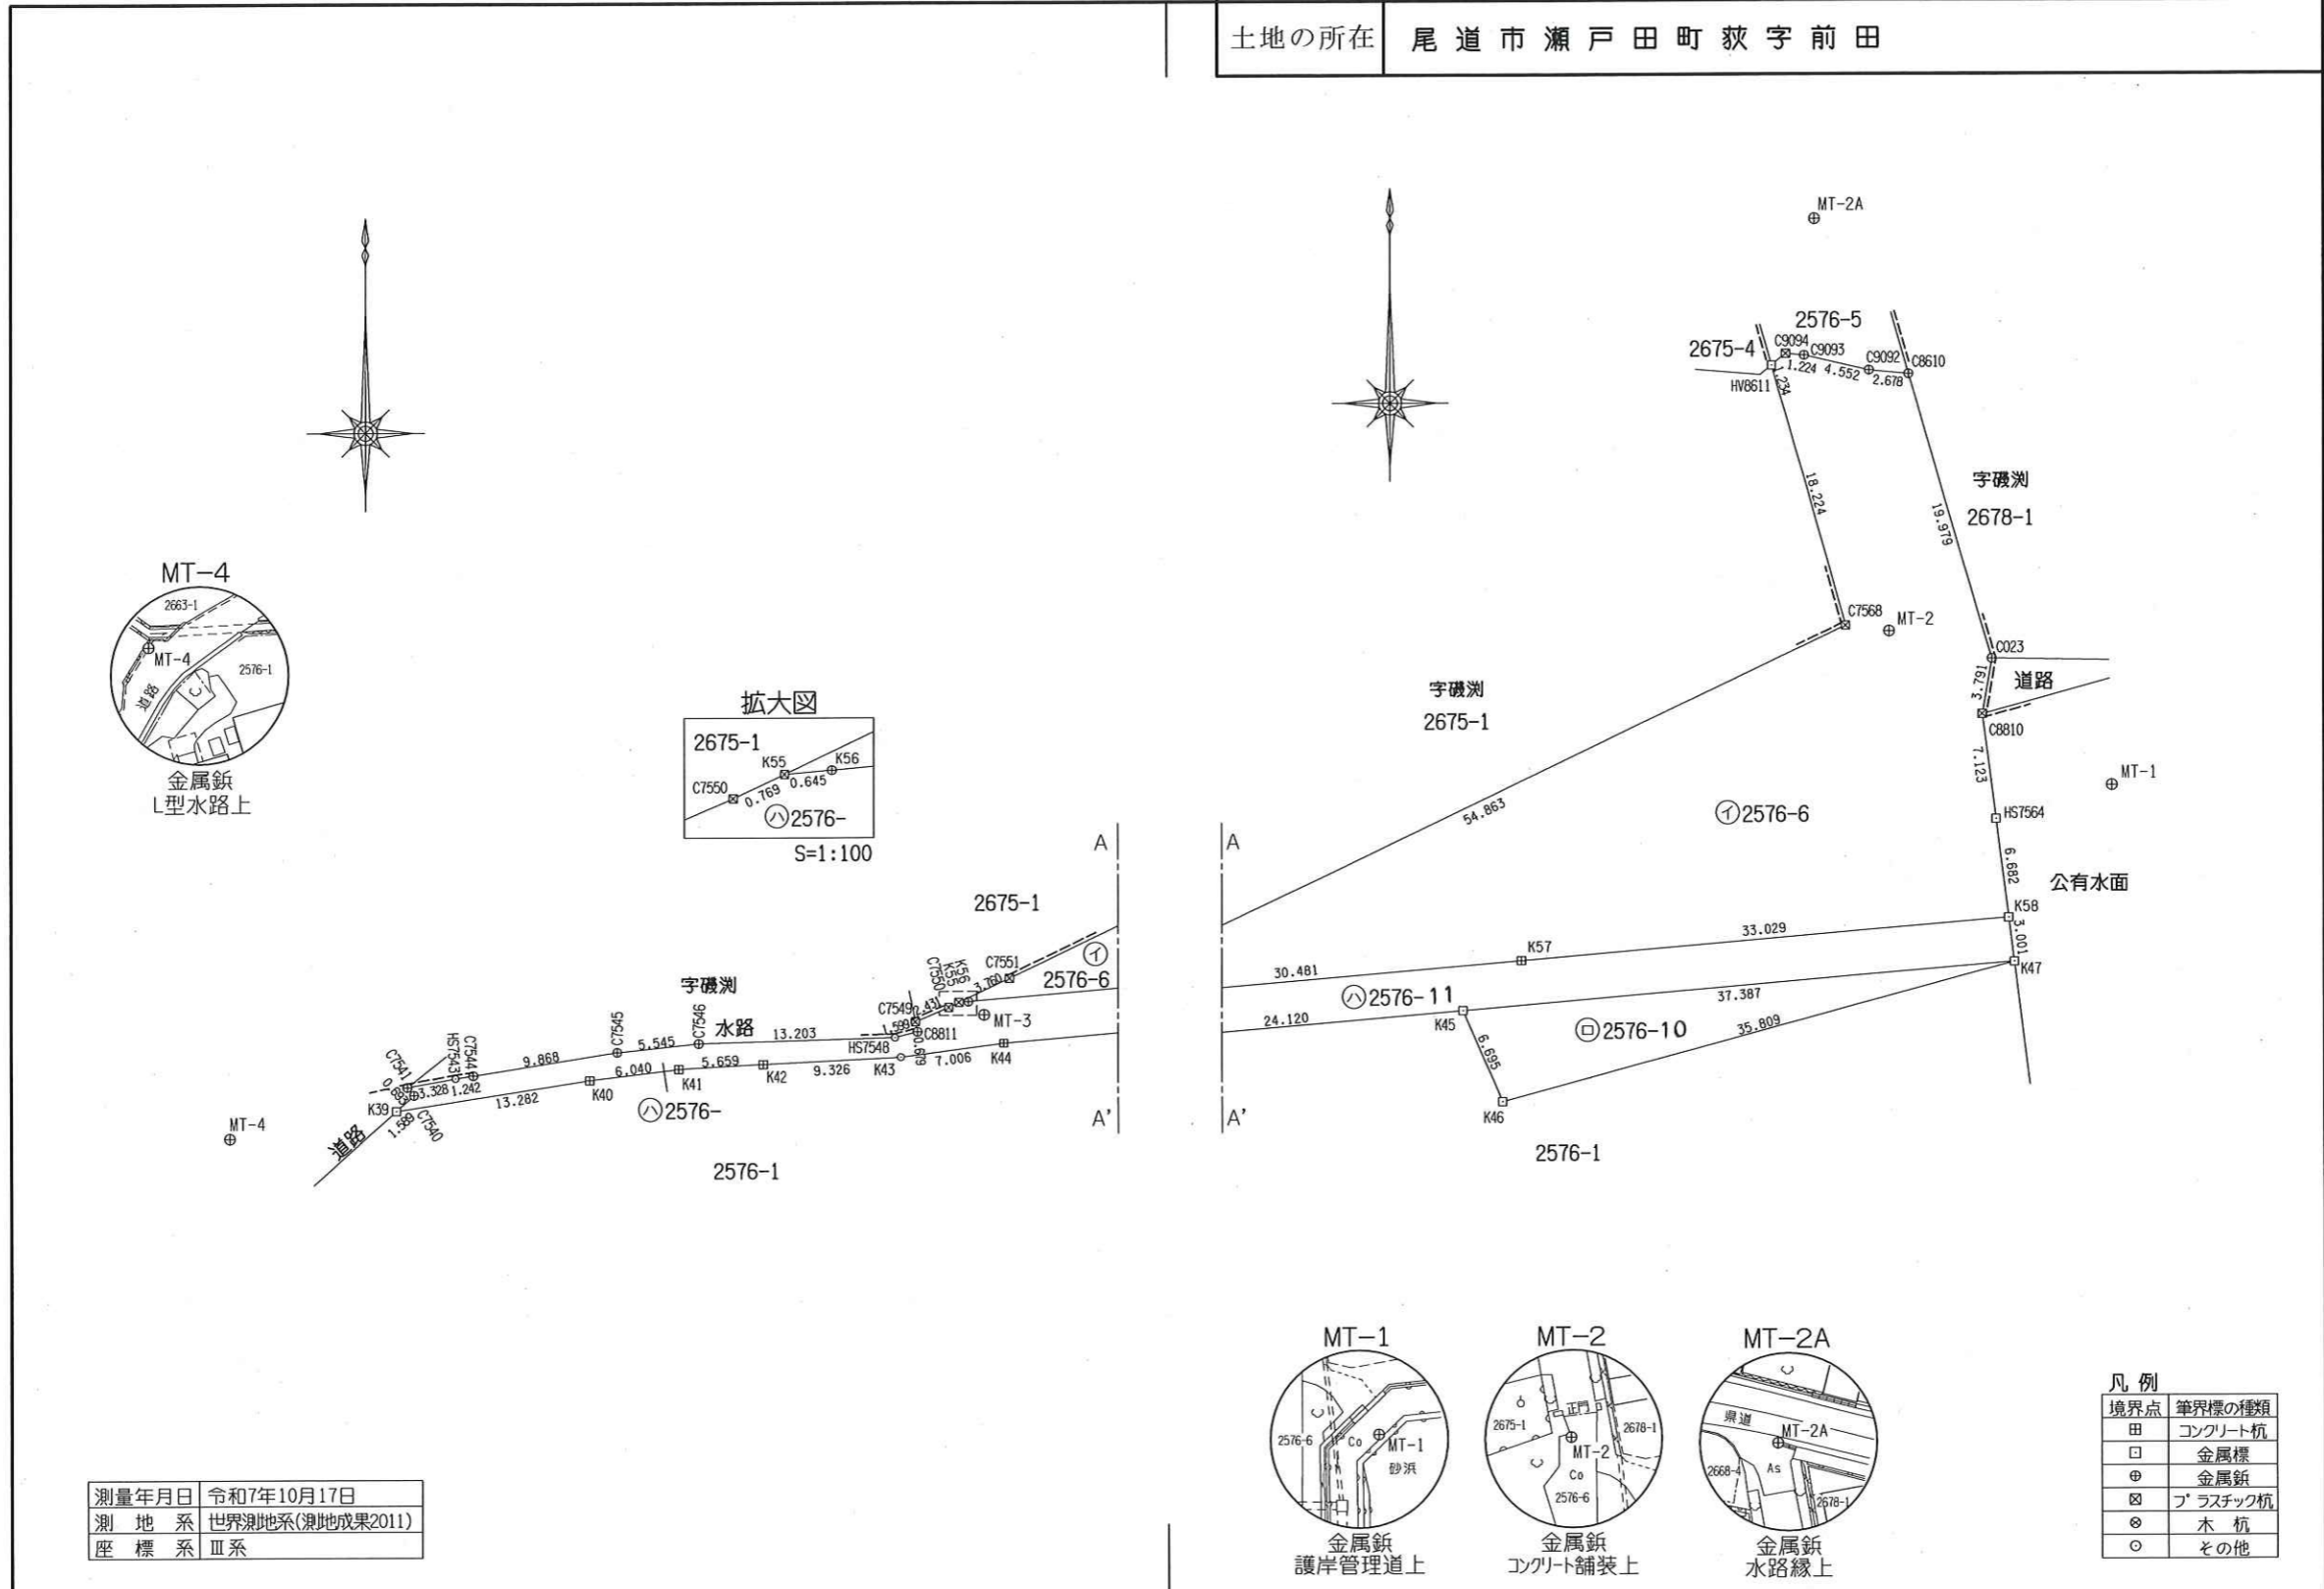 土地の所在 尾道市瀬戸田町荻字前田
MT-4
2663-1
MT-4
2576-1
道路
金属鋲
L型水路上
拡大図
2675-1
K55
K56
C7550
0.769
0.645
ハ2576-
S=1:100
A
2675-1
イ
2576-6
C7551
3.760
K56
K55
C7550
2.431
C7549
MT-3
字磯渕
水路
C7545
C7546
9.868
5.545
13.203
HS7548
C8811
0.679
C7541
HS7543
C7544
3.328
1.242
K39
1.589
C7540
13.282
K40
6.040
K41
5.659
K42
9.326
K43
7.006
K44
ハ2576-
道路
MT-4
2576-1
A'
MT-2A
2576-5
2675-4
C9094
C9093
C9092
C8610
HV8611
1.224
4.552
2.678
.234
18.224
19.979
字磯渕
2678-1
C7568
MT-2
C023
3.791
道路
C8810
字磯渕
2675-1
54.863
7.123
MT-1
イ2576-6
HS7564
A
6.682
公有水面
K58
3.001
K47
K57
33.029
30.481
ハ2576-11
37.387
24.120
K45
ロ2576-10
35.809
6.695
K46
A'
2576-1
MT-1
2576-6
Co
MT-1
砂浜
金属鋲
護岸管理道上
MT-2
正門
2675-1
2678-1
MT-2
Co
2576-6
金属鋲
コンクリート舗装上
MT-2A
県道
MT-2A
2668-4
As
2678-1
金属鋲
水路縁上
凡例
境界点 筆界標の種類
コンクリート杭
金属標
金属鋲
プラスチック杭
木杭
その他
測量年月日 令和7年10月17日
測地系 世界測地系(測地成果2011)
座標系 Ⅲ系